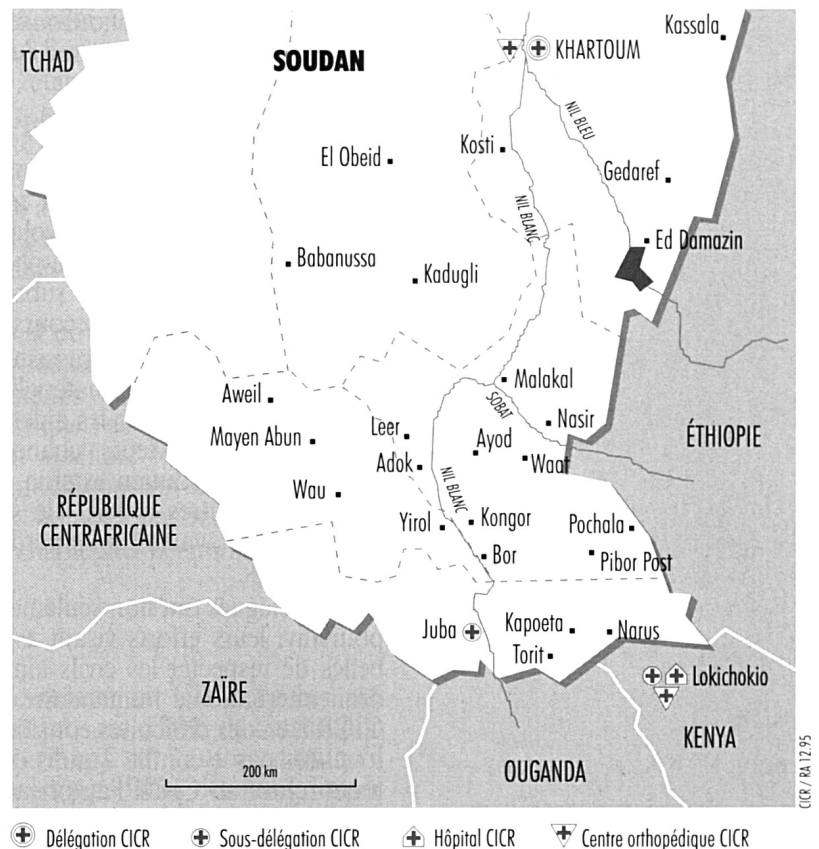 Kassala
TCHAD
SOUDAN
KHARTOUM
NIL BLEU
Kosti
El Obeid
Gedaref
NIL BLANC
Ed Damazin
Babanussa
Kadugli
Malakal
Aweil
SOBAT
Nasir
Leer
Ayod
ÉTHIOPIE
Mayen Abun
Adok
Waat
NIL BLANC
Wau
RÉPUBLIQUE
CENTRAFRICAINE
Yirol
Kongor
Pochala
Bor
Pibor Post
Juba
Kapoeta
Narus
Torit
Lokichokio
ZAÏRE
KENYA
200 km
OUGANDA
CICR / RA 12.95
Délégation CICR
Sous-délégation CICR
Hôpital CICR
Centre orthopédique CICR